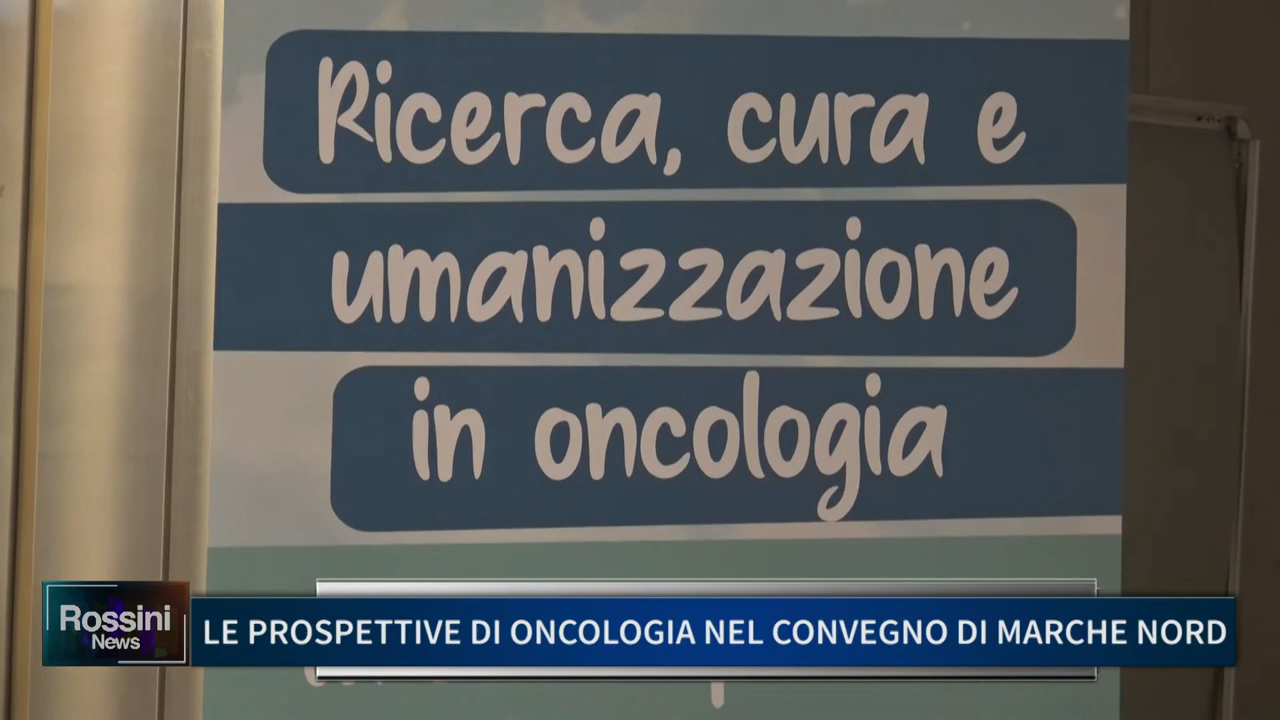 Ricerca, cura e
umanizzazione
in oncologia
Rossini
News
LE PROSPETTIVE DI ONCOLOGIA NEL CONVEGNO DI MARCHE NORD